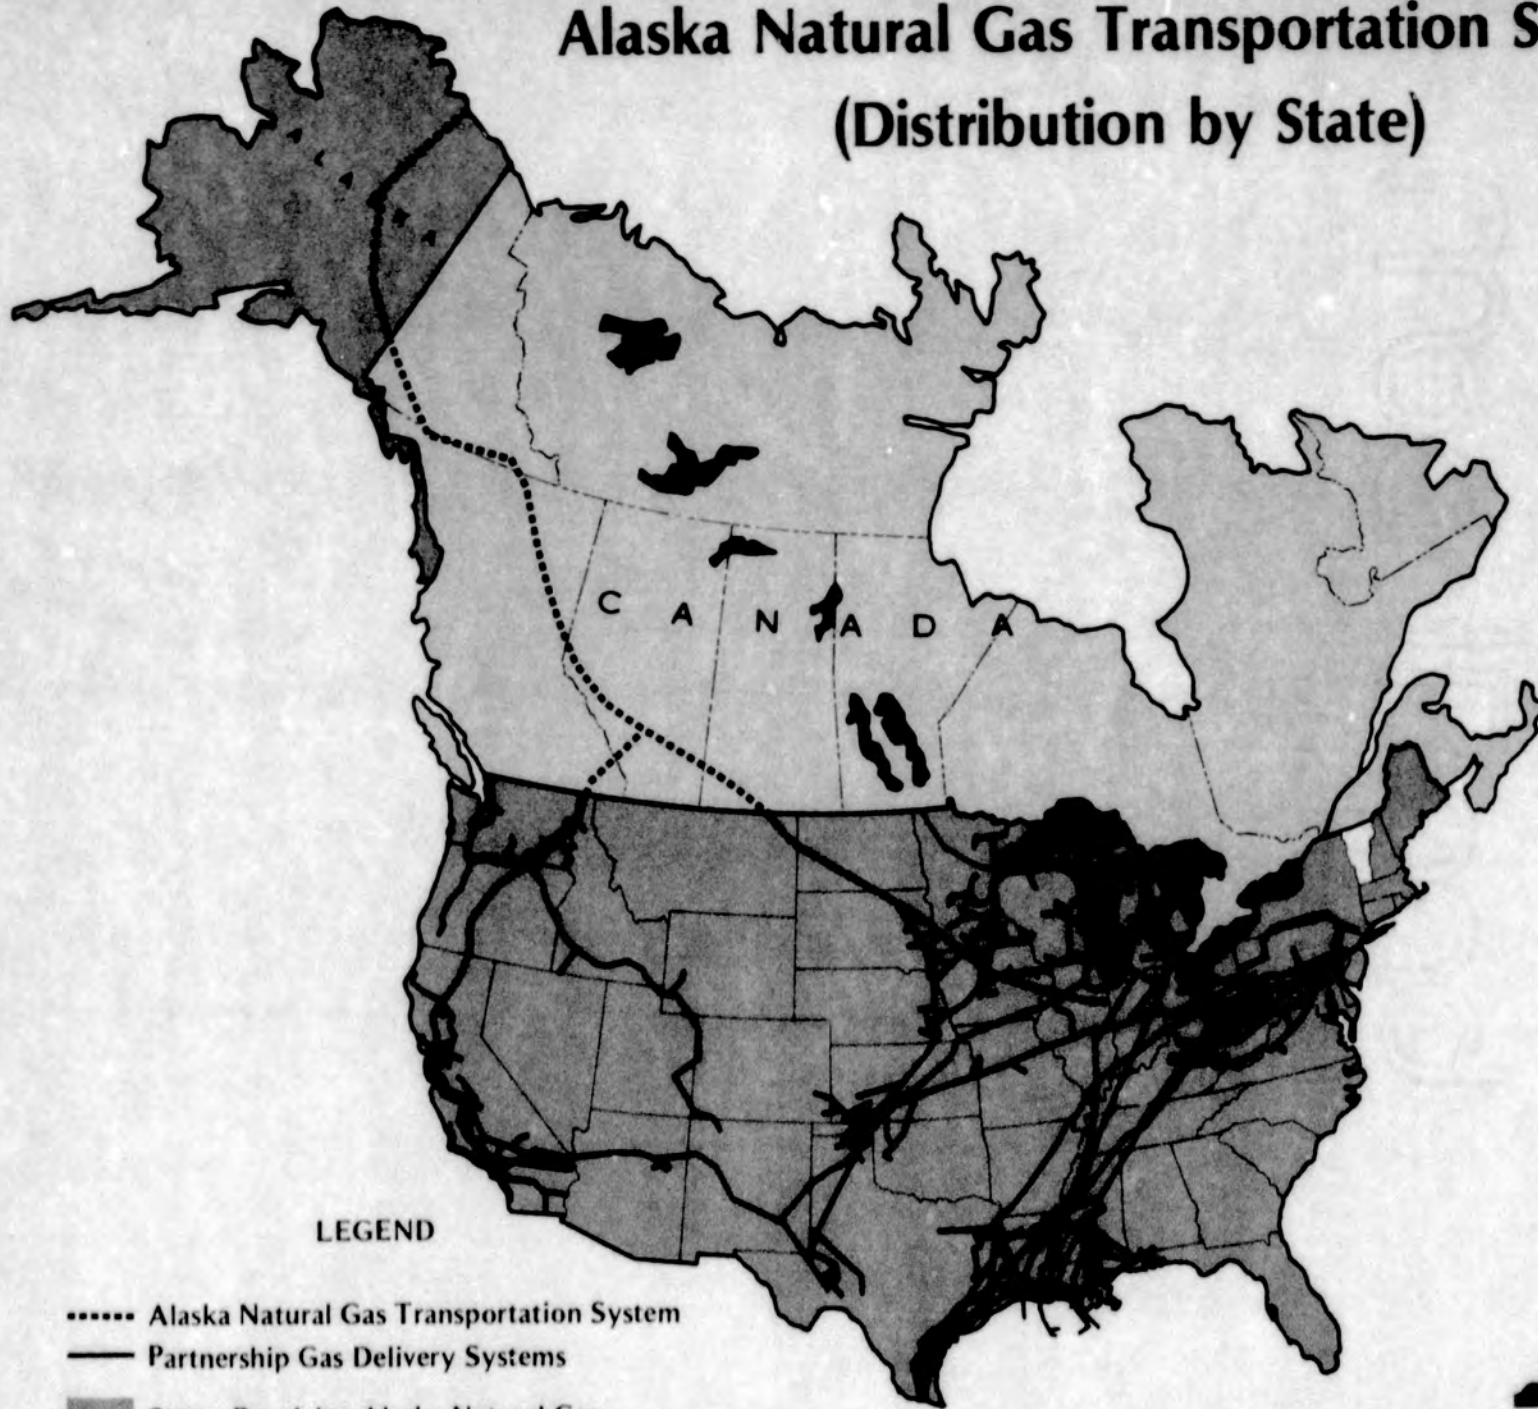 Alaska Natural Gas Transportation S
(Distribution by State)
C A N A D A
LEGEND
Alaska Natural Gas Transportation System
Partnership Gas Delivery Systems